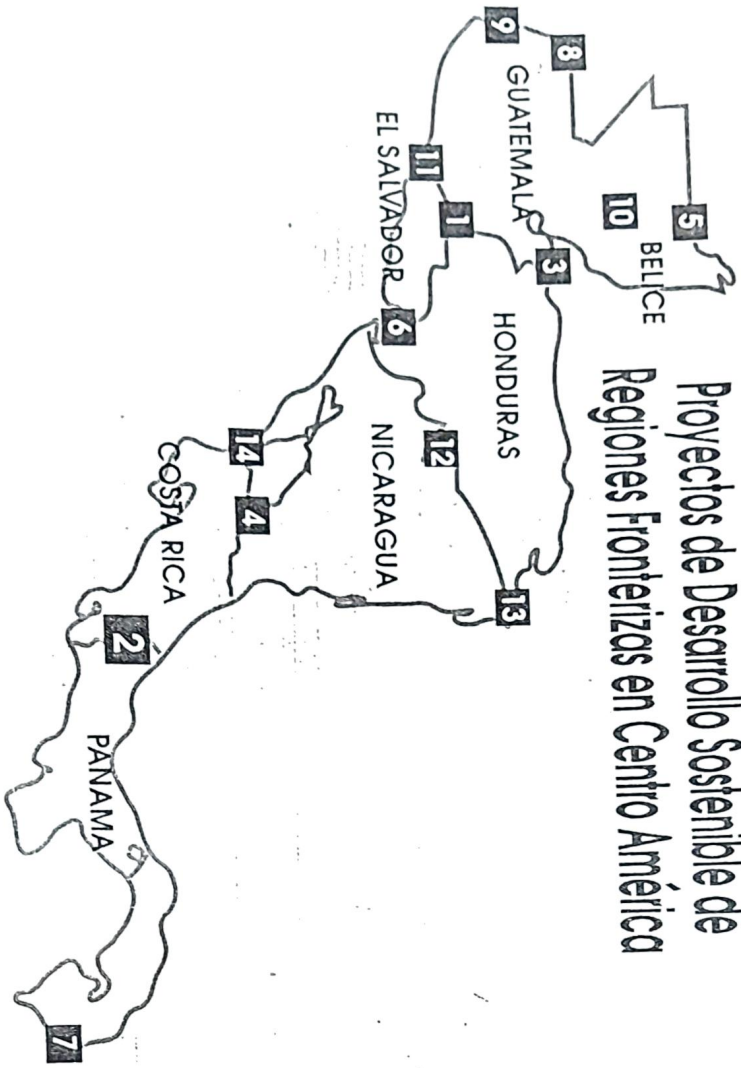 Proyectos de Desarrollo Sostenible de
Regiones Fronterizas en Centro América
5
BELICE
10
8
9
GUATEMALA
3
HONDURAS
1
11
EL SALVADOR
6
12
13
NICARAGUA
14
4
COSTA RICA
2
PANAMA
7